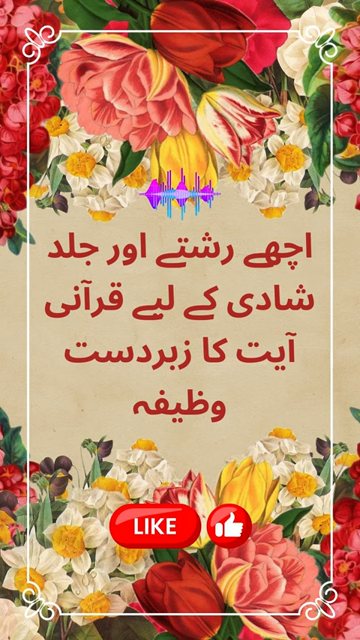 اچھے رشتے اور جلد
شادی کے لیے قرآنی
آیت کا زبردست
وظیفہ
LIKE